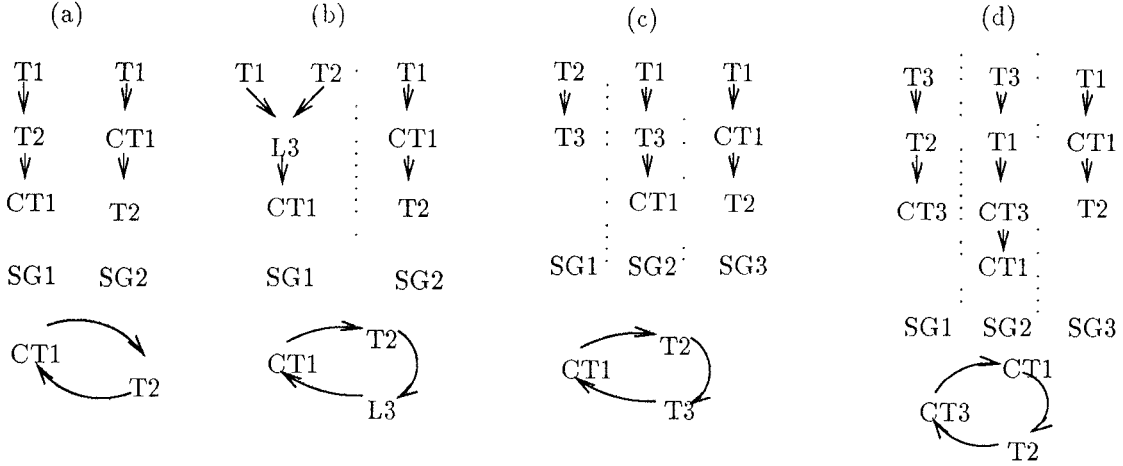 (a) (b) (c) (d)
T1 T1 T1 T2 T1 T2 T1 T1 T3 T3 T1
T2 CT1 L3 CT1 T3 T3 CT1 T2 T1 CT1
CT1 T2 CT1 T2 CT1 T2 CT3 CT3 T2
CT1
SG1 SG2 SG1 SG2 SG1 SG2 SG3
SG1 SG2 SG3
CT1 T2
CT1 T2 L3
CT1 T2 T3
CT1 CT3 T2